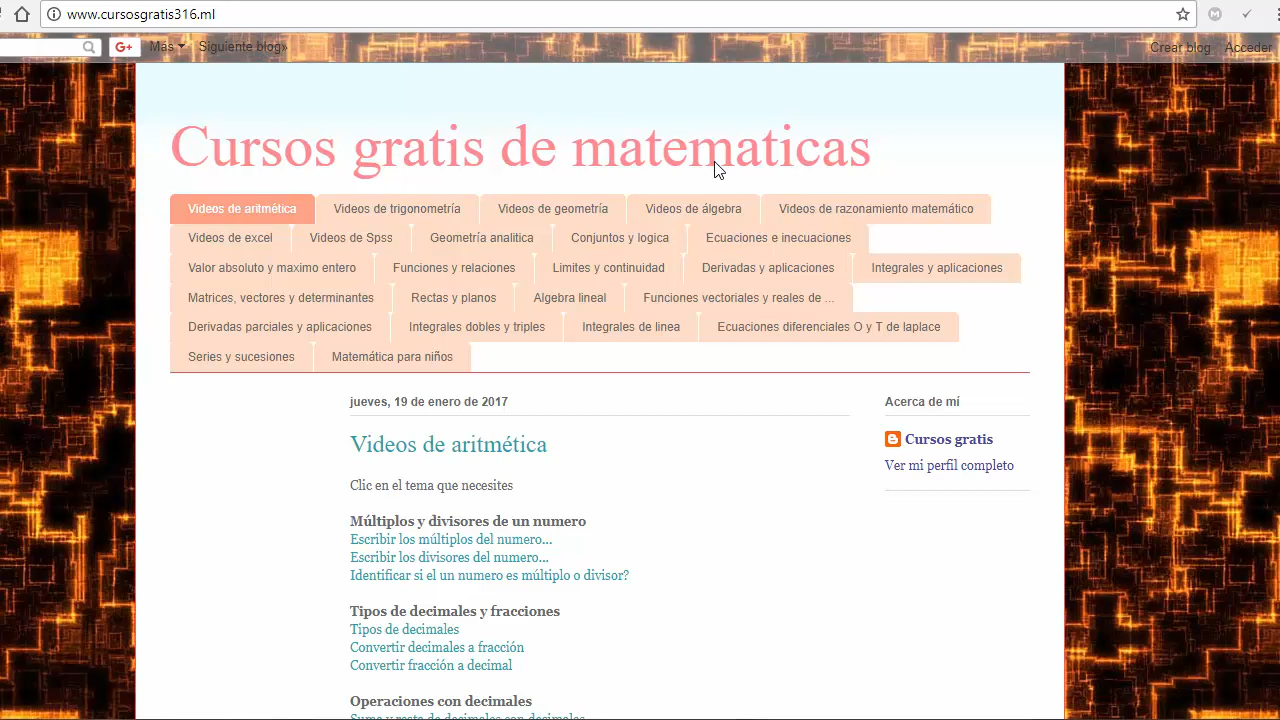 www.cursosgratis316.ml
G+ Más Siguiente blog» Crear blog Acceder
Cursos gratis de matematicas
Videos de aritmética Videos de trigonometría Videos de geometría Videos de álgebra Videos de razonamiento matemático
Videos de excel Videos de Spss Geometría analitica Conjuntos y logica Ecuaciones e inecuaciones
Valor absoluto y maximo entero Funciones y relaciones Limites y continuidad Derivadas y aplicaciones Integrales y aplicaciones
Matrices, vectores y determinantes Rectas y planos Algebra lineal Funciones vectoriales y reales de ...
Derivadas parciales y aplicaciones Integrales dobles y triples Integrales de linea Ecuaciones diferenciales O y T de laplace
Series y sucesiones Matemática para niños
jueves, 19 de enero de 2017
Videos de aritmética
Clic en el tema que necesites
Múltiplos y divisores de un numero
Escribir los múltiplos del numero...
Escribir los divisores del numero...
Identificar si el un numero es múltiplo o divisor?
Tipos de decimales y fracciones
Tipos de decimales
Convertir decimales a fracción
Convertir fracción a decimal
Operaciones con decimales
Acerca de mí
Cursos gratis
Ver mi perfil completo